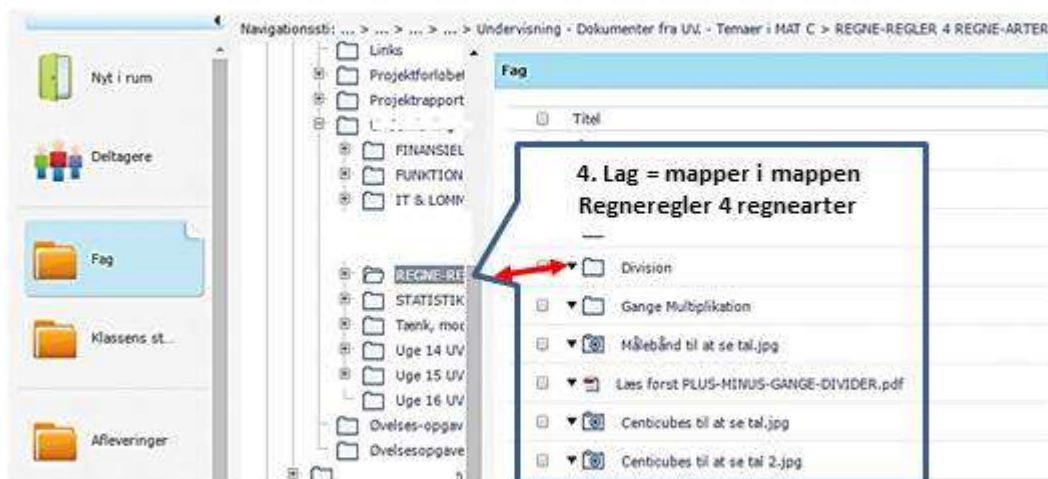 Navigationssti: ... > ... > ... > ... > Undervisning - Dokumenter fra UV. - Temaer i MAT C > REGNE-REGLER 4 REGNE-ARTER
Nyt i rum
Deltagere
Fag
Klassens st...
Afleveringer
Links
Projektforløbet
Projektrapport
FINANSIEL
FUNKTION
IT & LOMM
REGNE-RE
STATISTIK
Tænk, mod
Uge 14 UV
Uge 15 UV
Uge 16 UV
Øvelses-opgav
Øvelsesopgave
Fag
Titel
4. Lag = mapper i mappen
Regneregler 4 regnearter
Division
Gange Multiplikation
Målebånd til at se tal.jpg
Læs først PLUS-MINUS-GANGE-DIVIDER.pdf
Centicubes til at se tal.jpg
Centicubes til at se tal 2.jpg